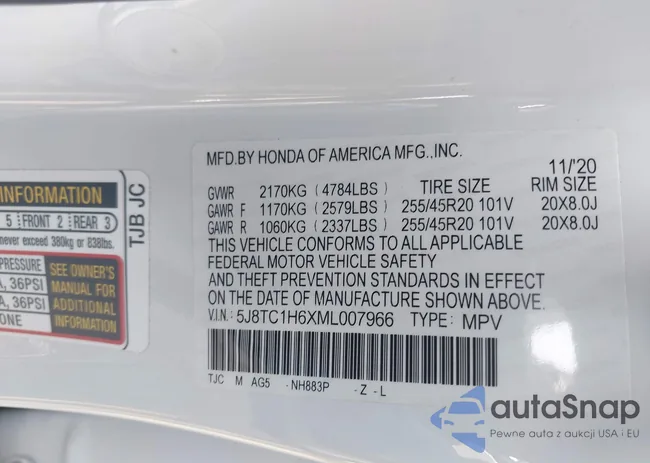 INFORMATION
5 FRONT 2 REAR 3
never exceed 380kg or 838lbs.
PRESSURE
A, 36PSI
A, 36PSI
ONE
SEE OWNER'S
MANUAL FOR
ADDITIONAL
INFORMATION
TJB JC
MFD.BY HONDA OF AMERICA MFG.,INC.
11/'20
GVWR 2170KG (4784LBS) TIRE SIZE RIM SIZE
GAWR F 1170KG (2579LBS) 255/45R20 101V 20X8.0J
GAWR R 1060KG (2337LBS) 255/45R20 101V 20X8.0J
THIS VEHICLE CONFORMS TO ALL APPLICABLE
FEDERAL MOTOR VEHICLE SAFETY
AND THEFT PREVENTION STANDARDS IN EFFECT
ON THE DATE OF MANUFACTURE SHOWN ABOVE.
V.I.N.: 5J8TC1H6XML007966 TYPE: MPV
TJC M AG5 -NH883P -Z-L
autaSnap
Pewne auta z aukcji USA i EU